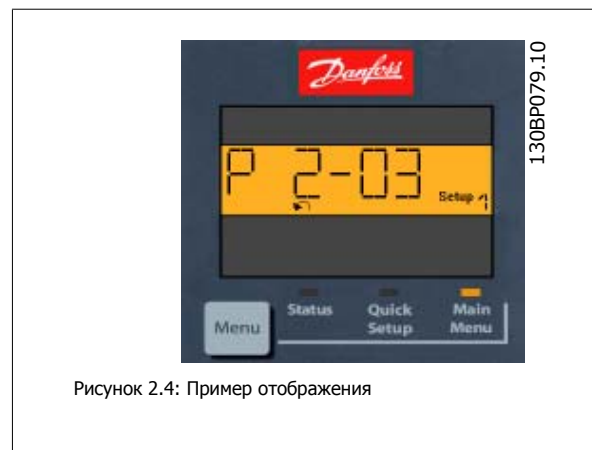 Danfoss
130BP079.10
P 2-03
Setup 1
Status
Quick Setup
Main Menu
Menu
Рисунок 2.4: Пример отображения